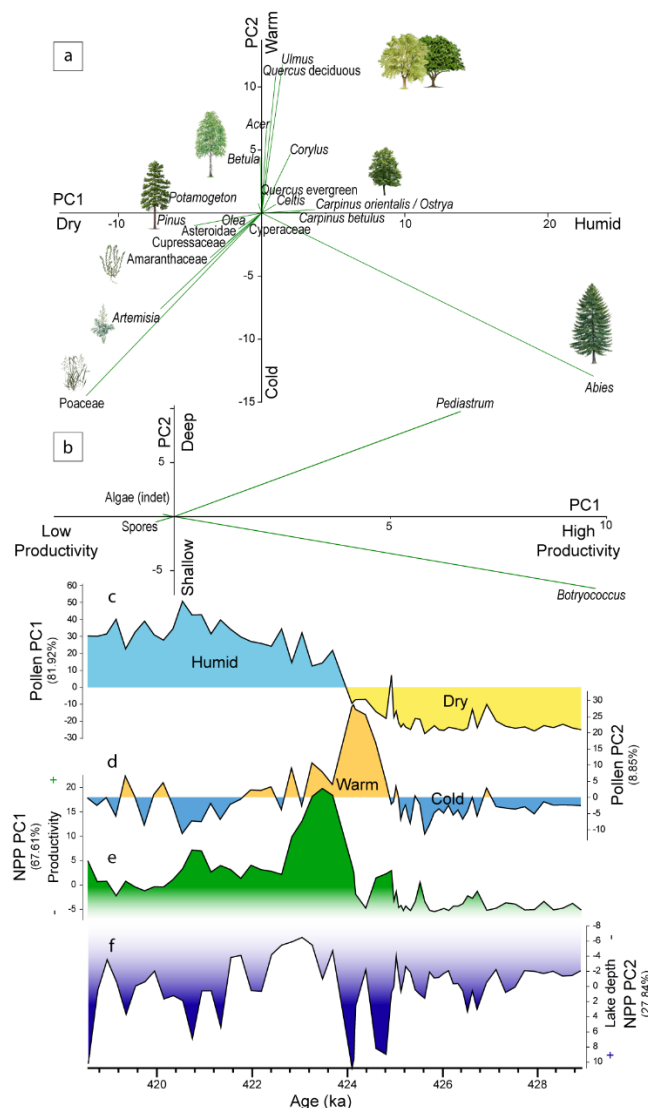 a
PC2
Warm
Ulmus
Quercus deciduous
10
Acer
5
Corylus
Betula
Quercus evergreen
Potamogeton
Celtis
PC1
Carpinus orientalis / Ostrya
Dry
-10
Pinus
Olea
Carpinus betulus
10
20
Humid
Asteroidae
Cyperaceae
Cupressaceae
Amaranthaceae
-5
Artemisia
-10
Cold
Poaceae
-15
Abies
Pediastrum
b
PC2
Deep
5
Algae (indet)
PC1
Spores
5
10
Low
Productivity
High
Productivity
-5
Shallow
Botryococcus
c
60
50
40
30
20
10
0
-10
-20
-30
Pollen PC1
(81.92%)
Humid
Dry
30
25
20
15
10
5
0
-5
-10
Pollen PC2
(8.85%)
d
Warm
Cold
+
20
15
10
5
0
-5
-
NPP PC1
(67.61%)
Productivity
e
f
-8
-6
-4
-2
0
2
4
6
8
10
-
+
Lake depth
NPP PC2
(27.84%)
420
422
424
426
428
Age (ka)